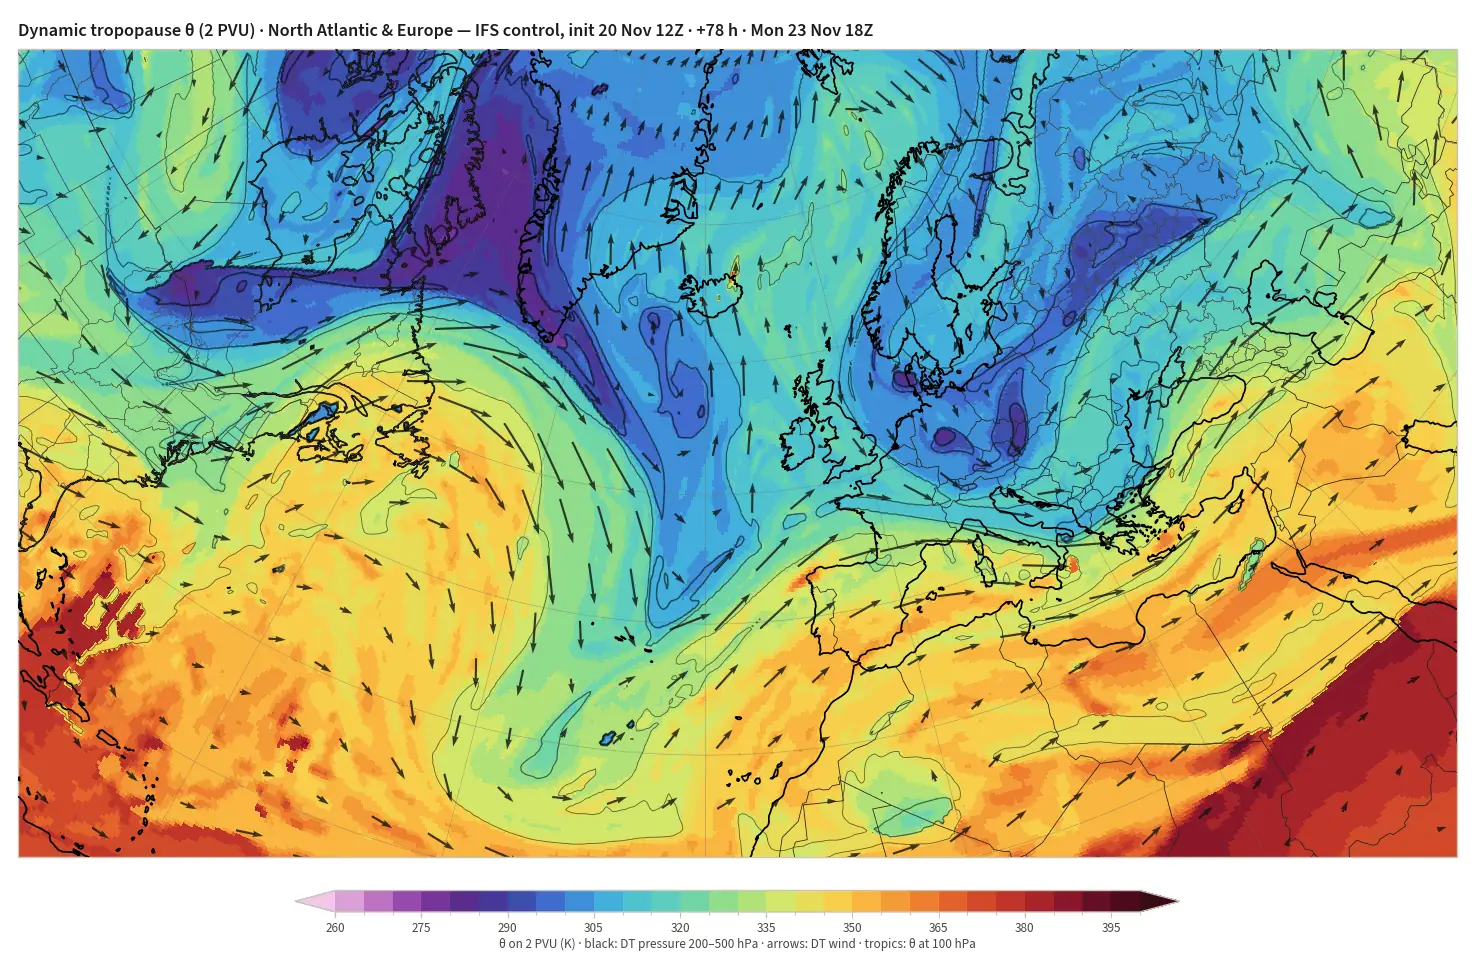 Dynamic tropopause θ (2 PVU) · North Atlantic & Europe — IFS control, init 20 Nov 12Z · +78 h · Mon 23 Nov 18Z
260 275 290 305 320 335 350 365 380 395
θ on 2 PVU (K) · black: DT pressure 200–500 hPa · arrows: DT wind · tropics: θ at 100 hPa